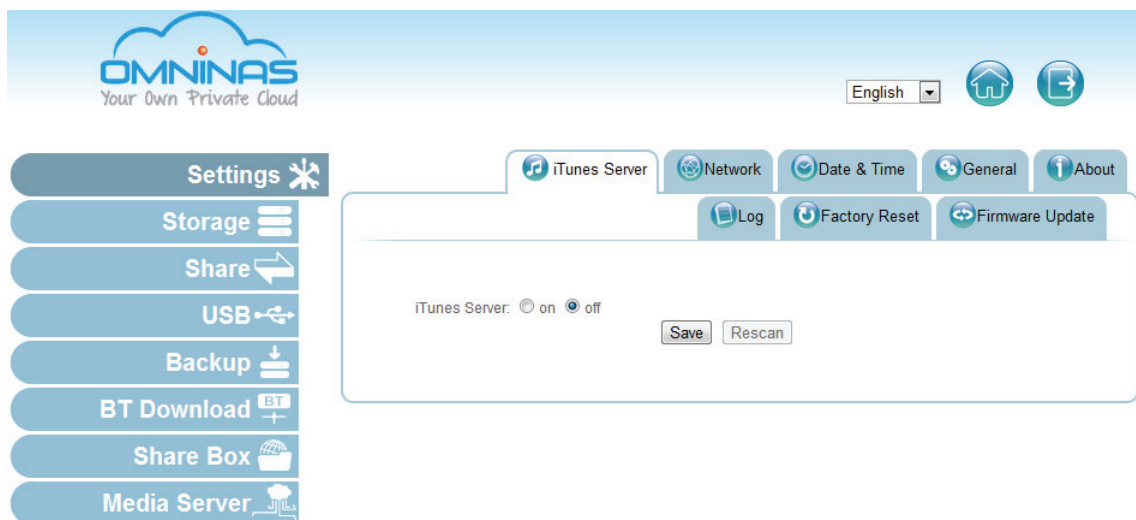 OMNINAS
Your Own Private Cloud
English
Settings
Storage
Share
USB
Backup
BT Download
BT
Share Box
Media Server
iTunes Server
Network
Date & Time
General
About
Log
Factory Reset
Firmware Update
iTunes Server: on off
Save Rescan